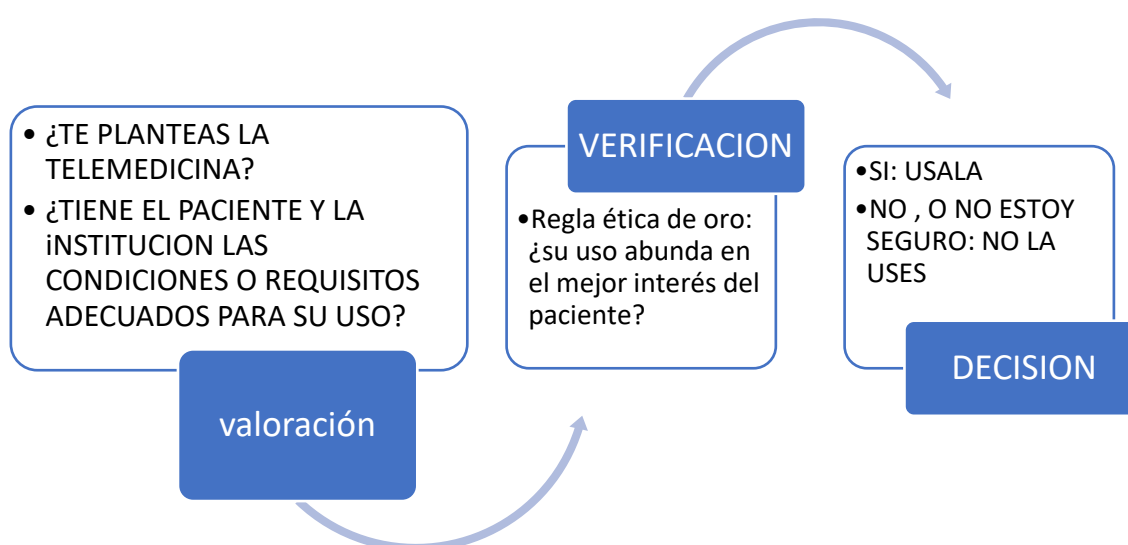 • ¿TE PLANTEAS LA
TELEMEDICINA?
• ¿TIENE EL PACIENTE Y LA
iNSTITUCION LAS
CONDICIONES O REQUISITOS
ADECUADOS PARA SU USO?
valoración
VERIFICACION
•Regla ética de oro:
¿su uso abunda en
el mejor interés del
paciente?
•SI: USALA
•NO , O NO ESTOY
SEGURO: NO LA
USES
DECISION